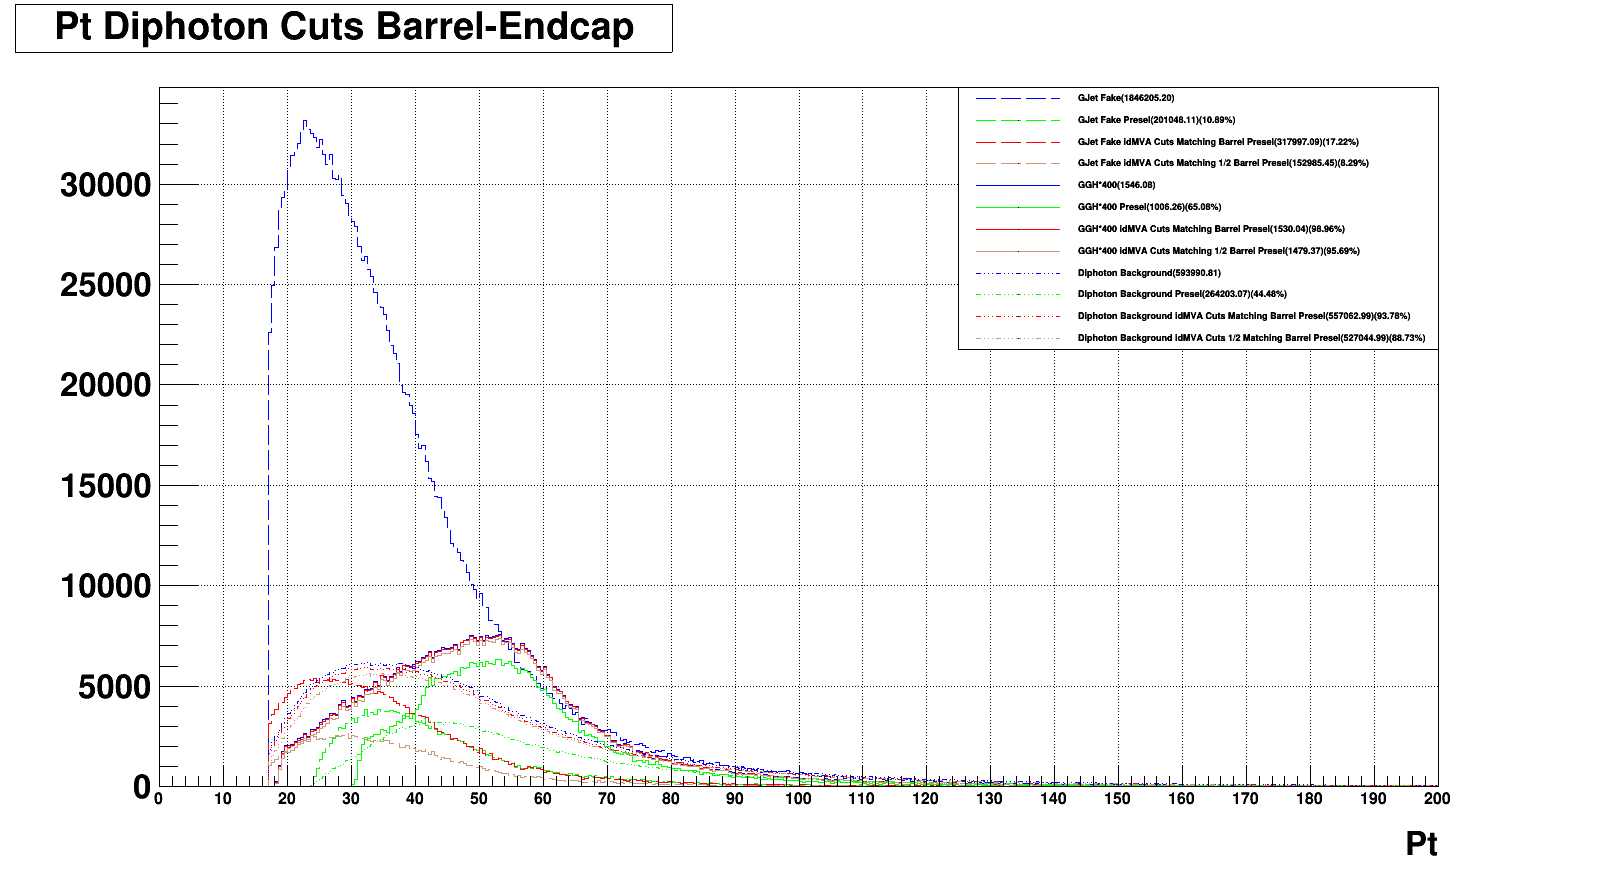 Pt Diphoton Cuts Barrel-Endcap
GJet Fake(1846205.20)
GJet Fake Presel(201048.11)(10.89%)
GJet Fake idMVA Cuts Matching Barrel Presel(317997.09)(17.22%)
GJet Fake idMVA Cuts Matching 1/2 Barrel Presel(152985.45)(8.29%)
GGH*400(1546.08)
GGH*400 Presel(1006.26)(65.08%)
GGH*400 idMVA Cuts Matching Barrel Presel(1530.04)(98.96%)
GGH*400 idMVA Cuts Matching 1/2 Barrel Presel(1479.37)(95.69%)
Diphoton Background(593990.81)
Diphoton Background Presel(264203.07)(44.48%)
Diphoton Background idMVA Cuts Matching Barrel Presel(557062.99)(93.78%)
Diphoton Background idMVA Cuts 1/2 Matching Barrel Presel(527044.99)(88.73%)
30000
25000
20000
15000
10000
5000
0
0 10 20 30 40 50 60 70 80 90 100 110 120 130 140 150 160 170 180 190 200
Pt